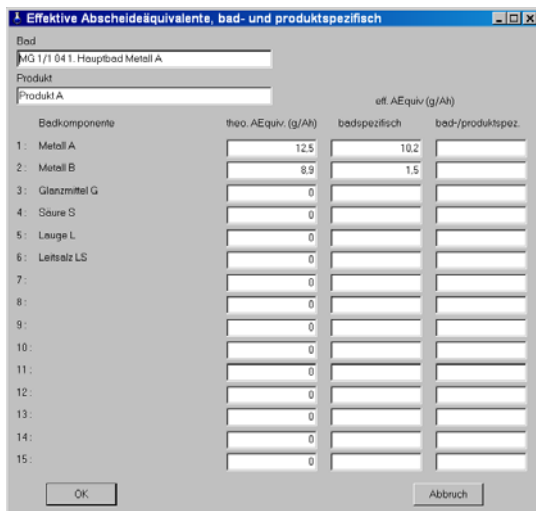 Effektive Abscheideäquivalente, bad- und produktspezifisch
Bad
MG 1/1 04 1. Hauptbad Metall A
Produkt
Produkt A
eff. AEquiv (g/Ah)
Badkomponente theo. AEquiv. (g/Ah) badspezifisch bad-/produktspez.
1: Metall A 12,5 10,2
2: Metall B 8,9 1,5
3: Glanzmittel G 0
4: Säure S 0
5: Lauge L 0
6: Leitsalz LS 0
7: 0
8: 0
9: 0
10: 0
11: 0
12: 0
13: 0
14: 0
15: 0
OK Abbruch